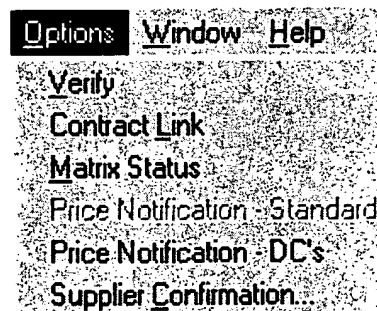 Options Window Help
Verify
Contract Link
Matrix Status
Price Notification - Standard
Price Notification - DC's
Supplier Confirmation...